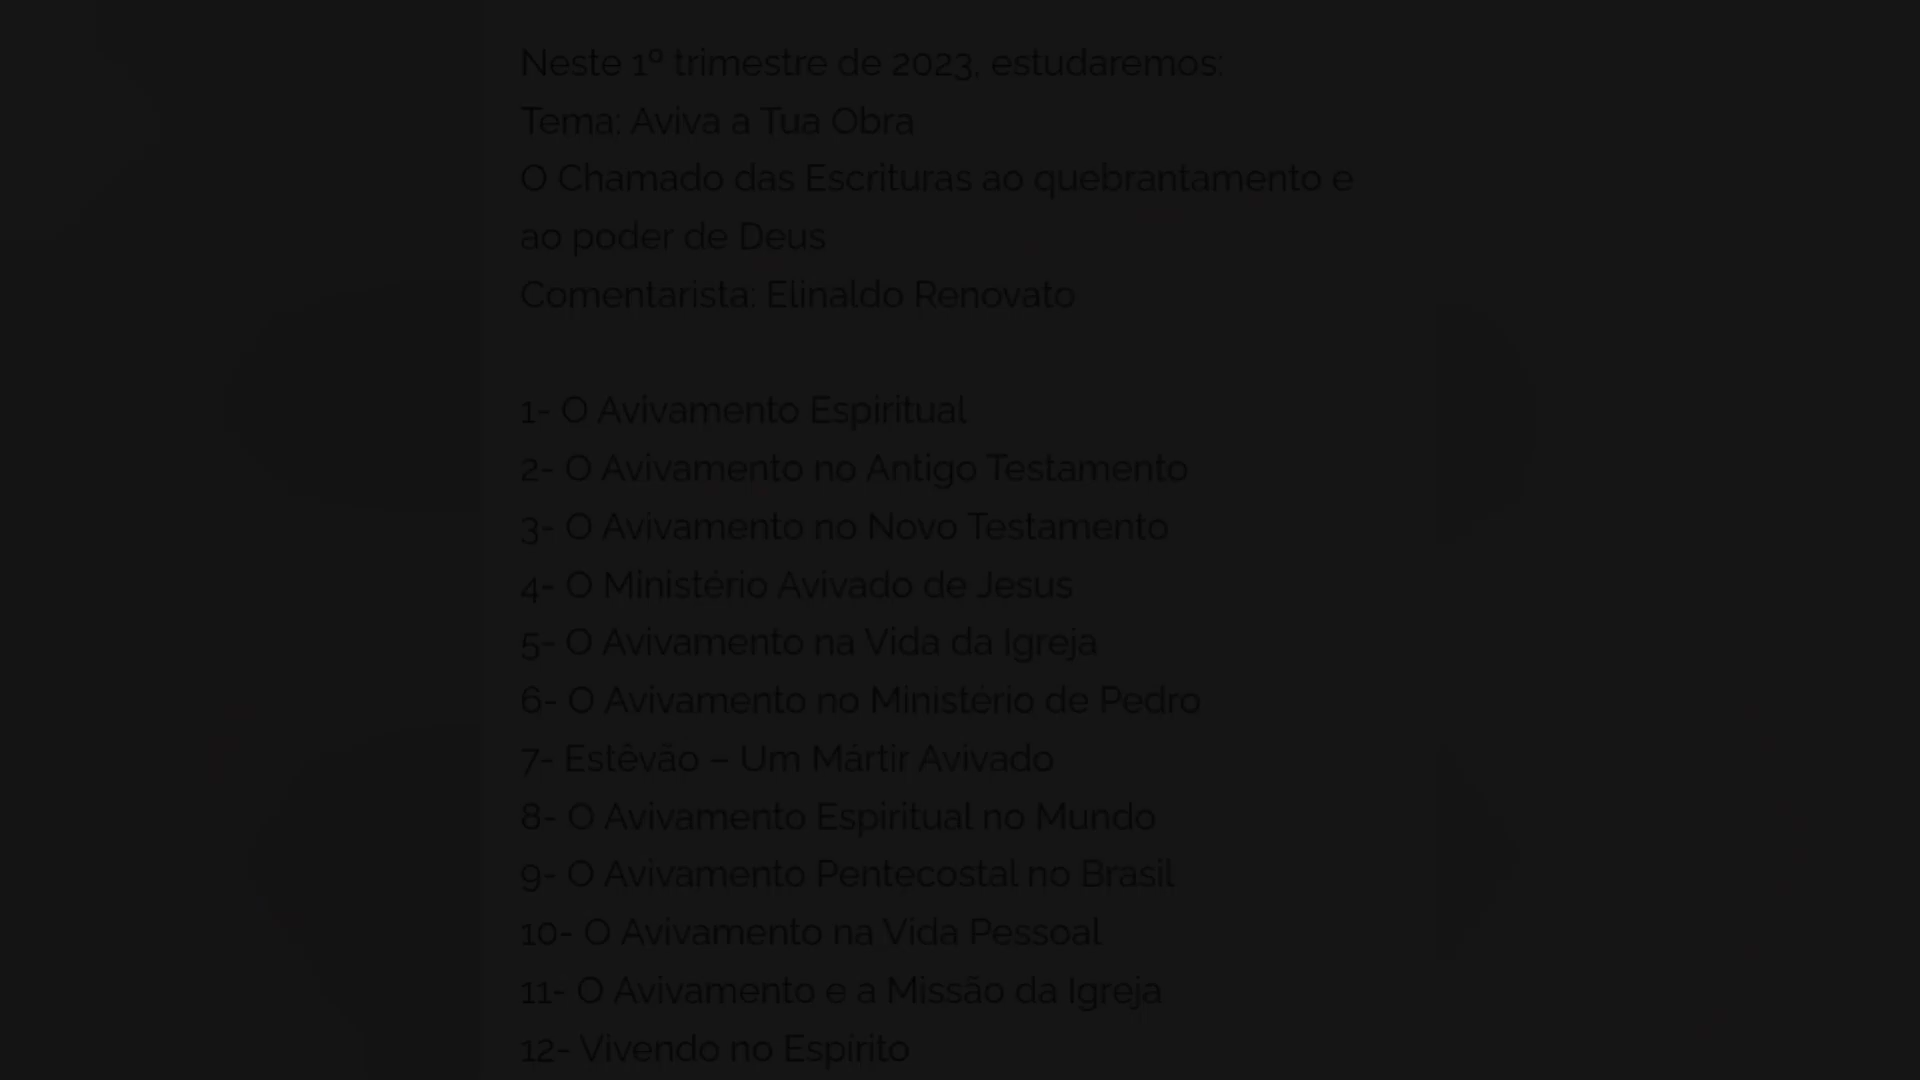 Neste 1º trimestre de 2023, estudaremos:
Tema: Aviva a Tua Obra
O Chamado das Escrituras ao quebrantamento e
ao poder de Deus
Comentarista: Elinaldo Renovato
1- O Avivamento Espiritual
2- O Avivamento no Antigo Testamento
3- O Avivamento no Novo Testamento
4- O Ministério Avivado de Jesus
5- O Avivamento na Vida da Igreja
6- O Avivamento no Ministério de Pedro
7- Estêvão – Um Mártir Avivado
8- O Avivamento Espiritual no Mundo
9- O Avivamento Pentecostal no Brasil
10- O Avivamento na Vida Pessoal
11- O Avivamento e a Missão da Igreja
12- Vivendo no Espírito